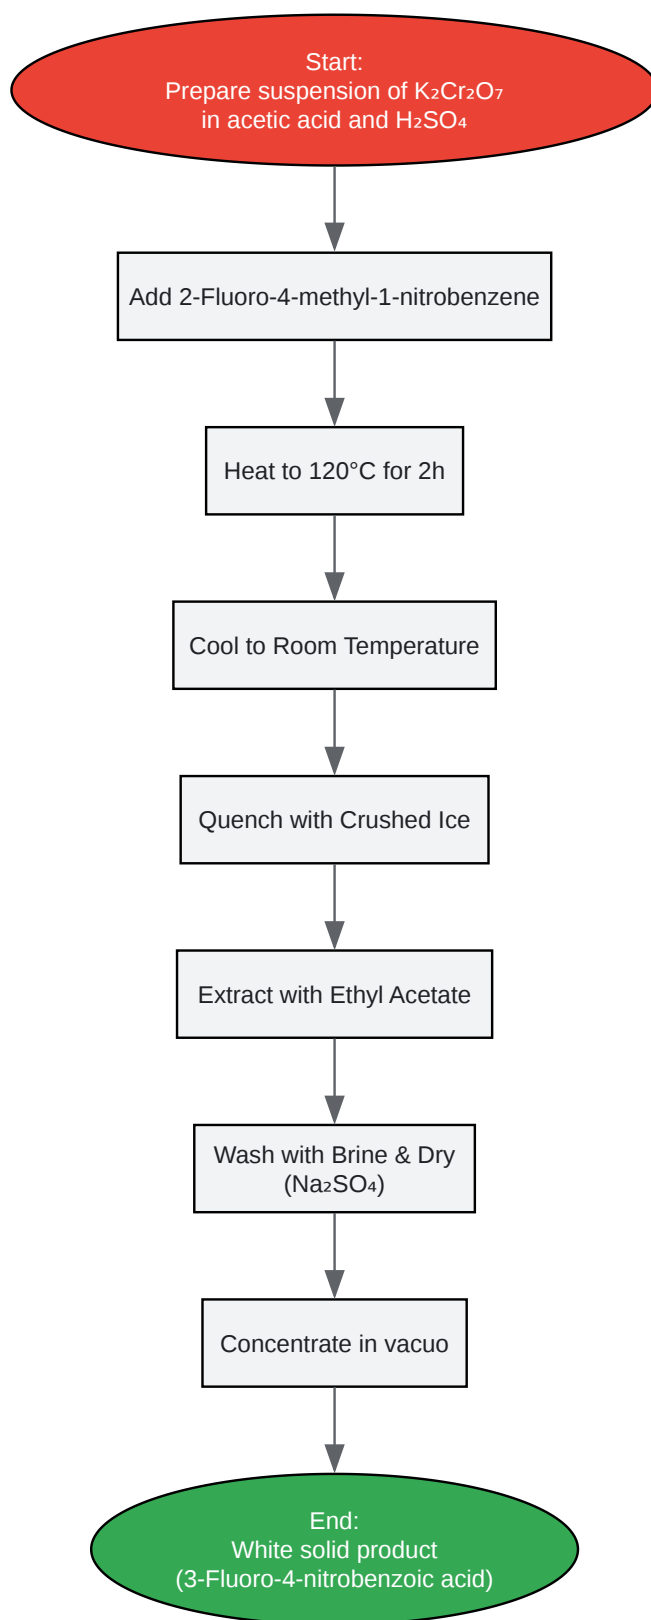 Start:
Prepare suspension of K₂Cr₂O₇
in acetic acid and H₂SO₄
Add 2-Fluoro-4-methyl-1-nitrobenzene
Heat to 120°C for 2h
Cool to Room Temperature
Quench with Crushed Ice
Extract with Ethyl Acetate
Wash with Brine & Dry
(Na₂SO₄)
Concentrate in vacuo
End:
White solid product
(3-Fluoro-4-nitrobenzoic acid)